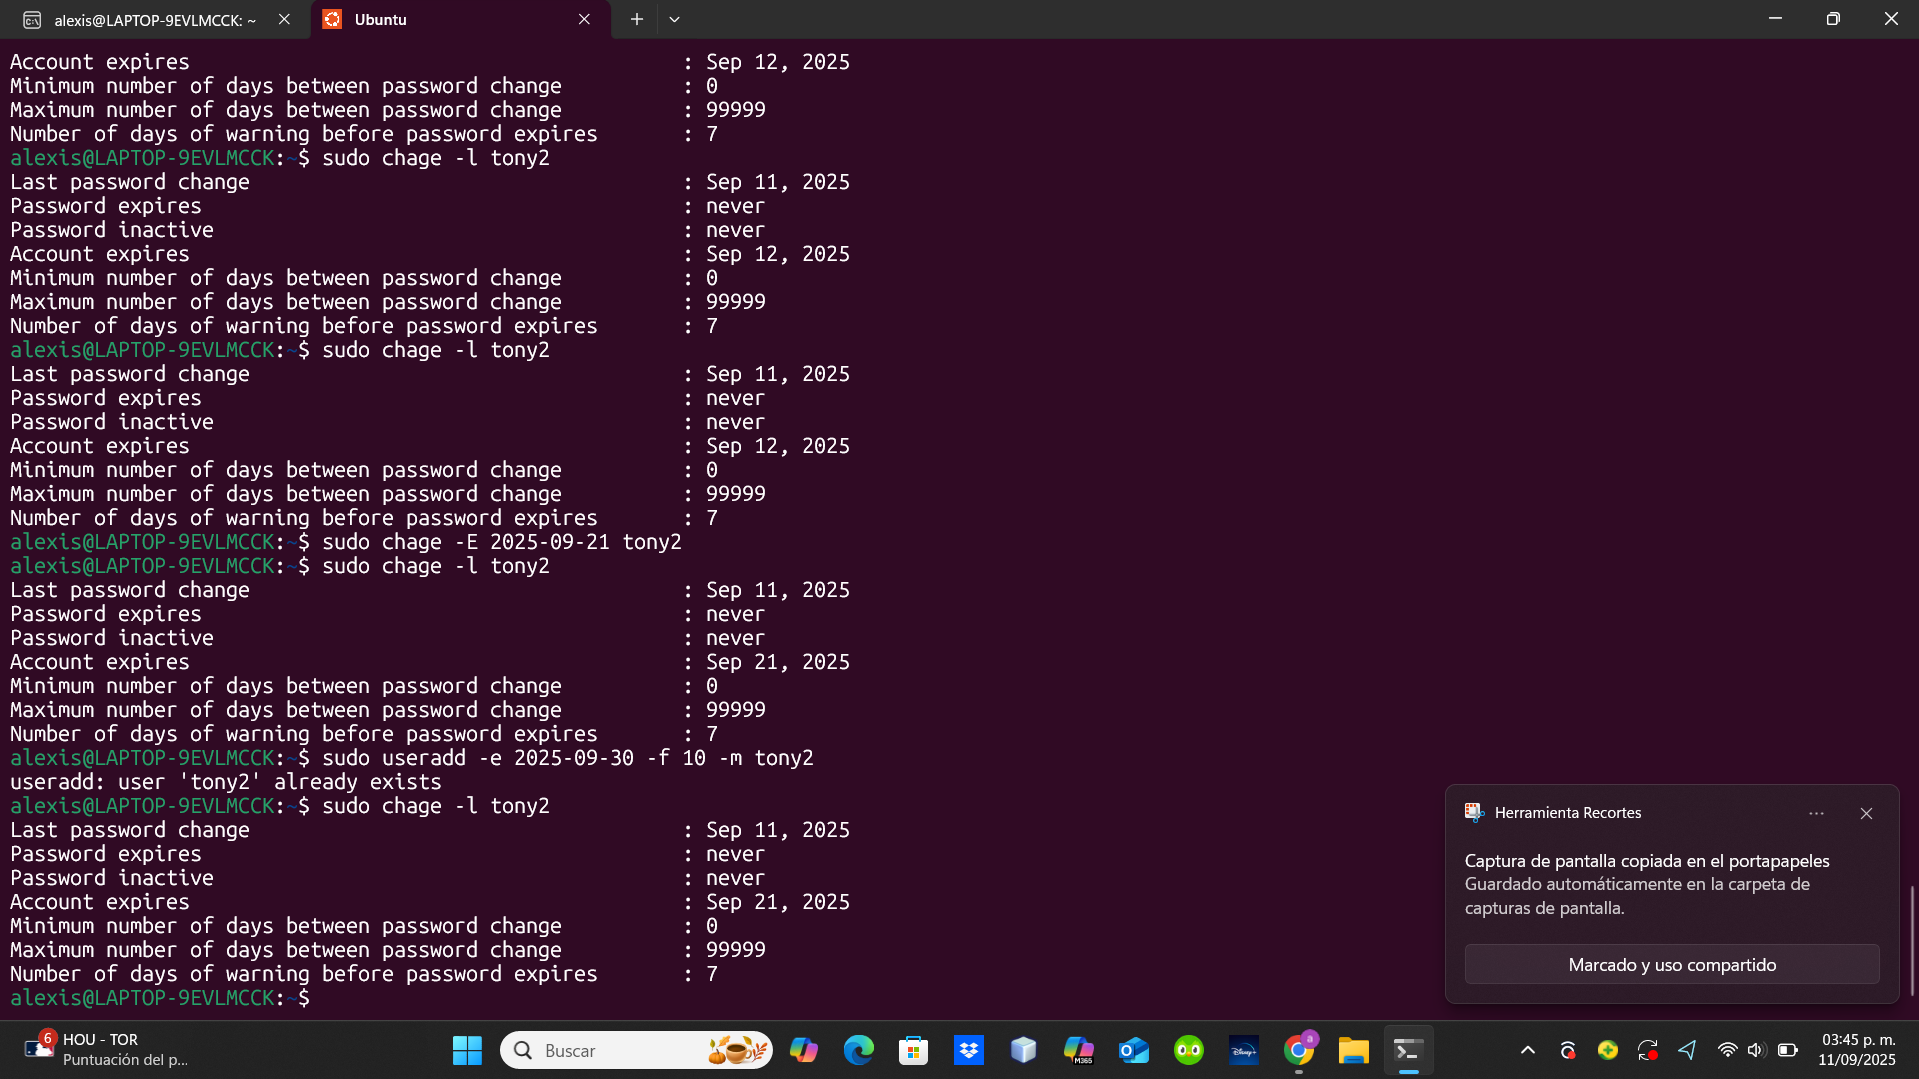 alexis@LAPTOP-9EVLMCCK: ~
Ubuntu
Account expires : Sep 12, 2025
Minimum number of days between password change : 0
Maximum number of days between password change : 99999
Number of days of warning before password expires : 7
alexis@LAPTOP-9EVLMCCK:~$ sudo chage -l tony2
Last password change : Sep 11, 2025
Password expires : never
Password inactive : never
Account expires : Sep 12, 2025
Minimum number of days between password change : 0
Maximum number of days between password change : 99999
Number of days of warning before password expires : 7
alexis@LAPTOP-9EVLMCCK:~$ sudo chage -l tony2
Last password change : Sep 11, 2025
Password expires : never
Password inactive : never
Account expires : Sep 12, 2025
Minimum number of days between password change : 0
Maximum number of days between password change : 99999
Number of days of warning before password expires : 7
alexis@LAPTOP-9EVLMCCK:~$ sudo chage -E 2025-09-21 tony2
alexis@LAPTOP-9EVLMCCK:~$ sudo chage -l tony2
Last password change : Sep 11, 2025
Password expires : never
Password inactive : never
Account expires : Sep 21, 2025
Minimum number of days between password change : 0
Maximum number of days between password change : 99999
Number of days of warning before password expires : 7
alexis@LAPTOP-9EVLMCCK:~$ sudo useradd -e 2025-09-30 -f 10 -m tony2
useradd: user 'tony2' already exists
alexis@LAPTOP-9EVLMCCK:~$ sudo chage -l tony2
Last password change : Sep 11, 2025
Password expires : never
Password inactive : never
Account expires : Sep 21, 2025
Minimum number of days between password change : 0
Maximum number of days between password change : 99999
Number of days of warning before password expires : 7
alexis@LAPTOP-9EVLMCCK:~$
Herramienta Recortes
Captura de pantalla copiada en el portapapeles
Guardado automáticamente en la carpeta de
capturas de pantalla.
Marcado y uso compartido
6
HOU - TOR
Puntuación del p...
Buscar
M365
Disney+
a
03:45 p. m.
11/09/2025